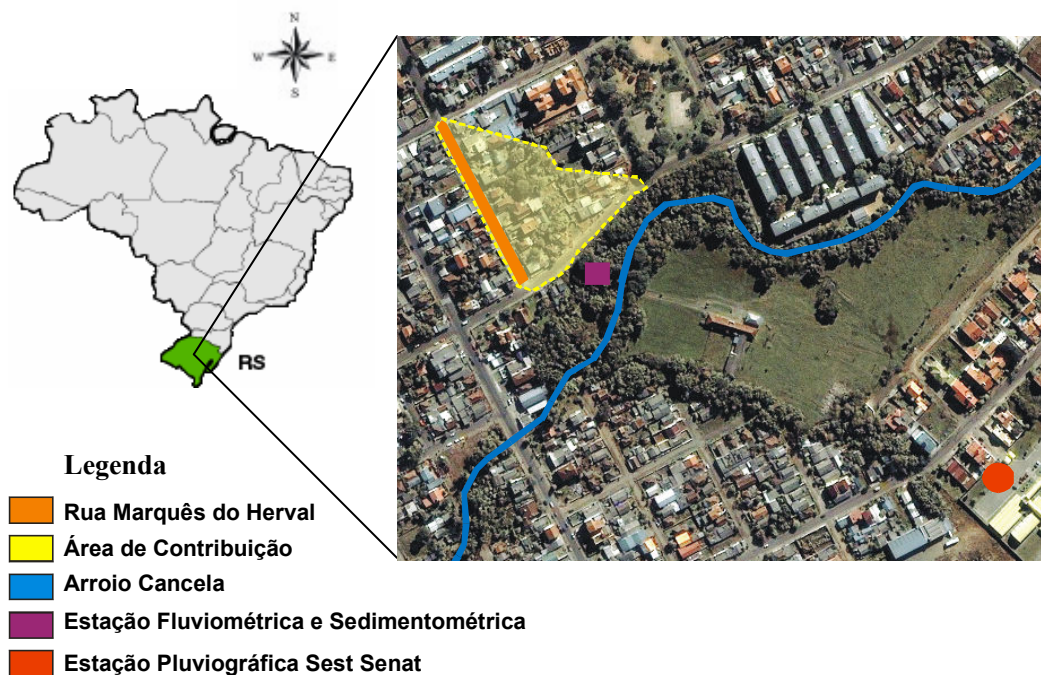 N
W E
S
RS
Legenda
Rua Marquês do Herval
Área de Contribuição
Arroio Cancela
Estação Fluviométrica e Sedimentométrica
Estação Pluviográfica Sest Senat